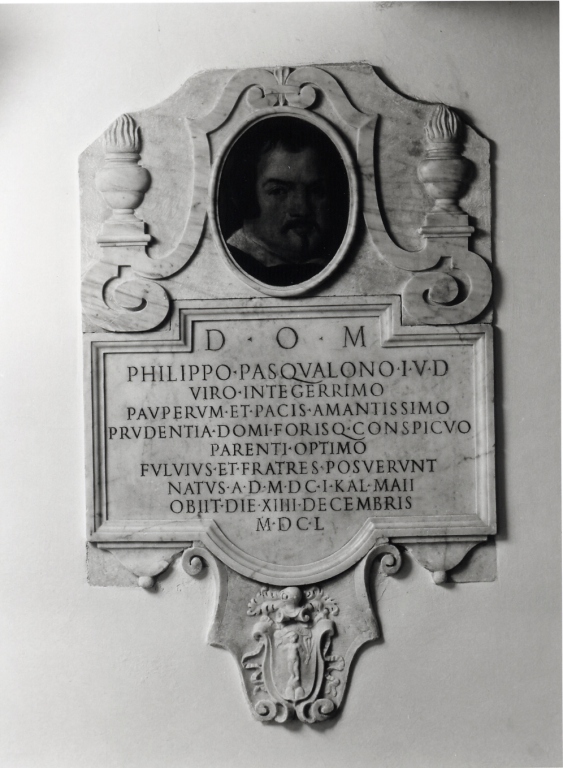 D · O · M
PHILIPPO·PASQVALONO·I·V·D
VIRO·INTEGERRIMO
PAVPERVM·ET·PACIS·AMANTISSIMO
PRVDENTIA·DOMI·FORISQ·CONSPICVO
PARENTI·OPTIMO
FVLVIVS·ET·FRATRES·POSVERVNT
NATVS·A·D·M·DC·I·KAL·MAII
OBIIT·DIE·XIIII·DECEMBRIS
M·DC·L